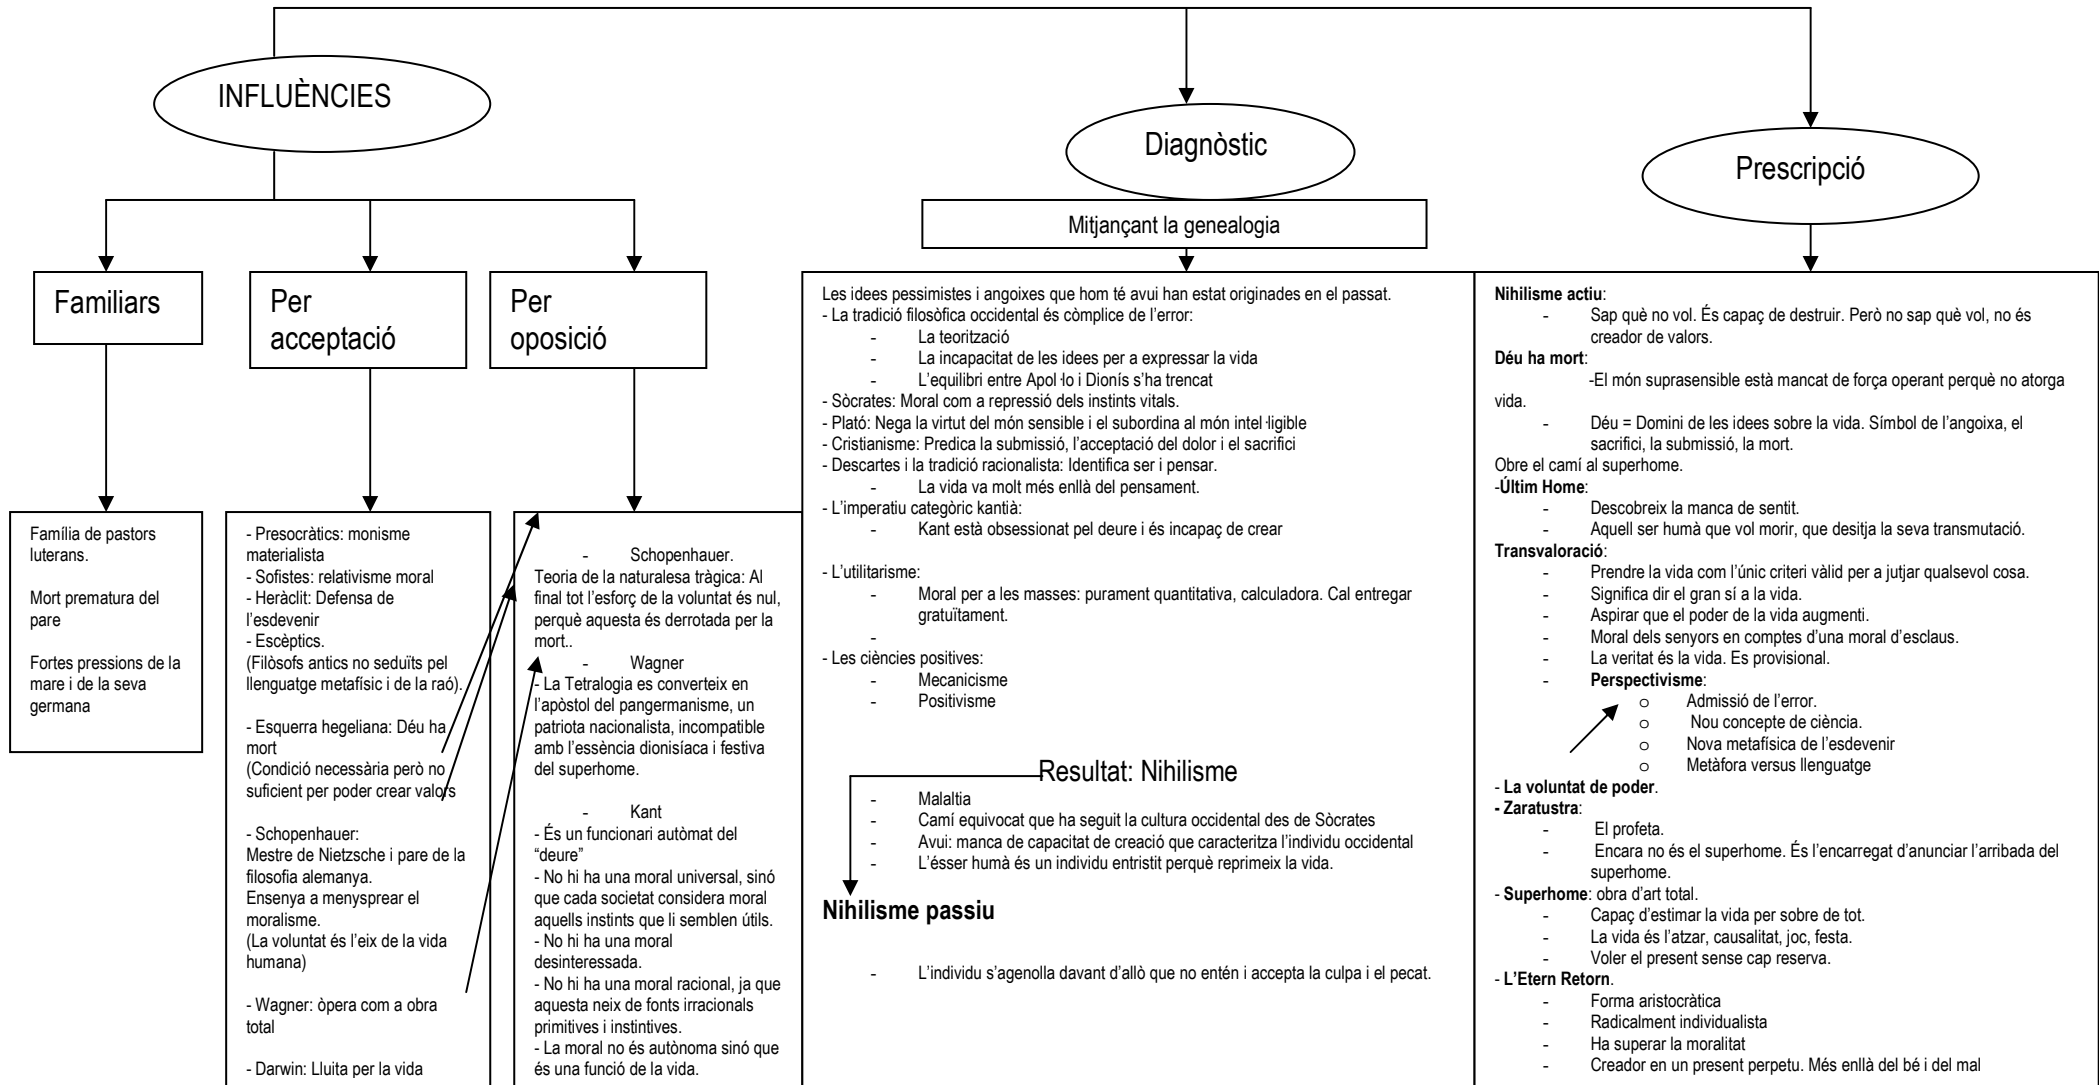 INFLUÈNCIES
Diagnòstic
Prescripció
Mitjançant la genealogia
Familiars
Per
acceptació
Per
oposició
Família de pastors
luterans.
Mort prematura del
pare
Fortes pressions de la
mare i de la seva
germana
- Presocràtics: monisme
materialista
- Sofistes: relativisme moral
- Heràclit: Defensa de
l’esdevenir
- Escèptics.
(Filòsofs antics no seduïts pel
llenguatge metafísic i de la raó).
- Esquerra hegeliana: Déu ha
mort
(Condició necessària però no
suficient per poder crear valors
- Schopenhauer:
Mestre de Nietzsche i pare de la
filosofia alemanya.
Ensenya a menysprear el
moralisme.
(La voluntat és l’eix de la vida
humana)
- Wagner: òpera com a obra
total
- Darwin: Lluita per la vida
- Schopenhauer.
Teoria de la naturalesa tràgica: Al
final tot l’esforç de la voluntat és nul,
perquè aquesta és derrotada per la
mort..
- Wagner
- La Tetralogia es converteix en
l’apòstol del pangermanisme, un
patriota nacionalista, incompatible
amb l’essència dionisíaca i festiva
del superhome.
- Kant
- És un funcionari autòmat del
“deure”
- No hi ha una moral universal, sinó
que cada societat considera moral
aquells instints que li semblen útils.
- No hi ha una moral
desinteressada.
- No hi ha una moral racional, ja que
aquesta neix de fonts irracionals
primitives i instintives.
- La moral no és autònoma sinó que
és una funció de la vida.
Les idees pessimistes i angoixes que hom té avui han estat originades en el passat.
- La tradició filosòfica occidental és còmplice de l’error:
- La teorització
- La incapacitat de les idees per a expressar la vida
- L’equilibri entre Apol·lo i Dionís s’ha trencat
- Sòcrates: Moral com a repressió dels instints vitals.
- Plató: Nega la virtut del món sensible i el subordina al món intel·ligible
- Cristianisme: Predica la submissió, l’acceptació del dolor i el sacrifici
- Descartes i la tradició racionalista: Identifica ser i pensar.
- La vida va molt més enllà del pensament.
- L’imperatiu categòric kantià:
- Kant està obsessionat pel deure i és incapaç de crear
- L’utilitarisme:
- Moral per a les masses: purament quantitativa, calculadora. Cal entregar
gratuïtament.
-
- Les ciències positives:
- Mecanicisme
- Positivisme
Resultat: Nihilisme
- Malaltia
- Camí equivocat que ha seguit la cultura occidental des de Sòcrates
- Avui: manca de capacitat de creació que caracteritza l’individu occidental
- L’ésser humà és un individu entristit perquè reprimeix la vida.
Nihilisme passiu
- L’individu s’agenolla davant d’allò que no entén i accepta la culpa i el pecat.
Nihilisme actiu:
- Sap què no vol. És capaç de destruir. Però no sap què vol, no és
creador de valors.
Déu ha mort:
-El món suprasensible està mancat de força operant perquè no atorga
vida.
- Déu = Domini de les idees sobre la vida. Símbol de l’angoixa, el
sacrifici, la submissió, la mort.
Obre el camí al superhome.
-Últim Home:
- Descobreix la manca de sentit.
- Aquell ser humà que vol morir, que desitja la seva transmutació.
Transvaloració:
- Prendre la vida com l’únic criteri vàlid per a jutjar qualsevol cosa.
- Significa dir el gran sí a la vida.
- Aspirar que el poder de la vida augmenti.
- Moral dels senyors en comptes d’una moral d’esclaus.
- La veritat és la vida. Es provisional.
- Perspectivisme:
o Admissió de l’error.
o Nou concepte de ciència.
o Nova metafísica de l’esdevenir
o Metàfora versus llenguatge
- La voluntat de poder.
- Zaratustra:
- El profeta.
- Encara no és el superhome. És l’encarregat d’anunciar l’arribada del
superhome.
- Superhome: obra d’art total.
- Capaç d’estimar la vida per sobre de tot.
- La vida és l’atzar, causalitat, joc, festa.
- Voler el present sense cap reserva.
- L’Etern Retorn.
- Forma aristocràtica
- Radicalment individualista
- Ha superar la moralitat
- Creador en un present perpetu. Més enllà del bé i del mal